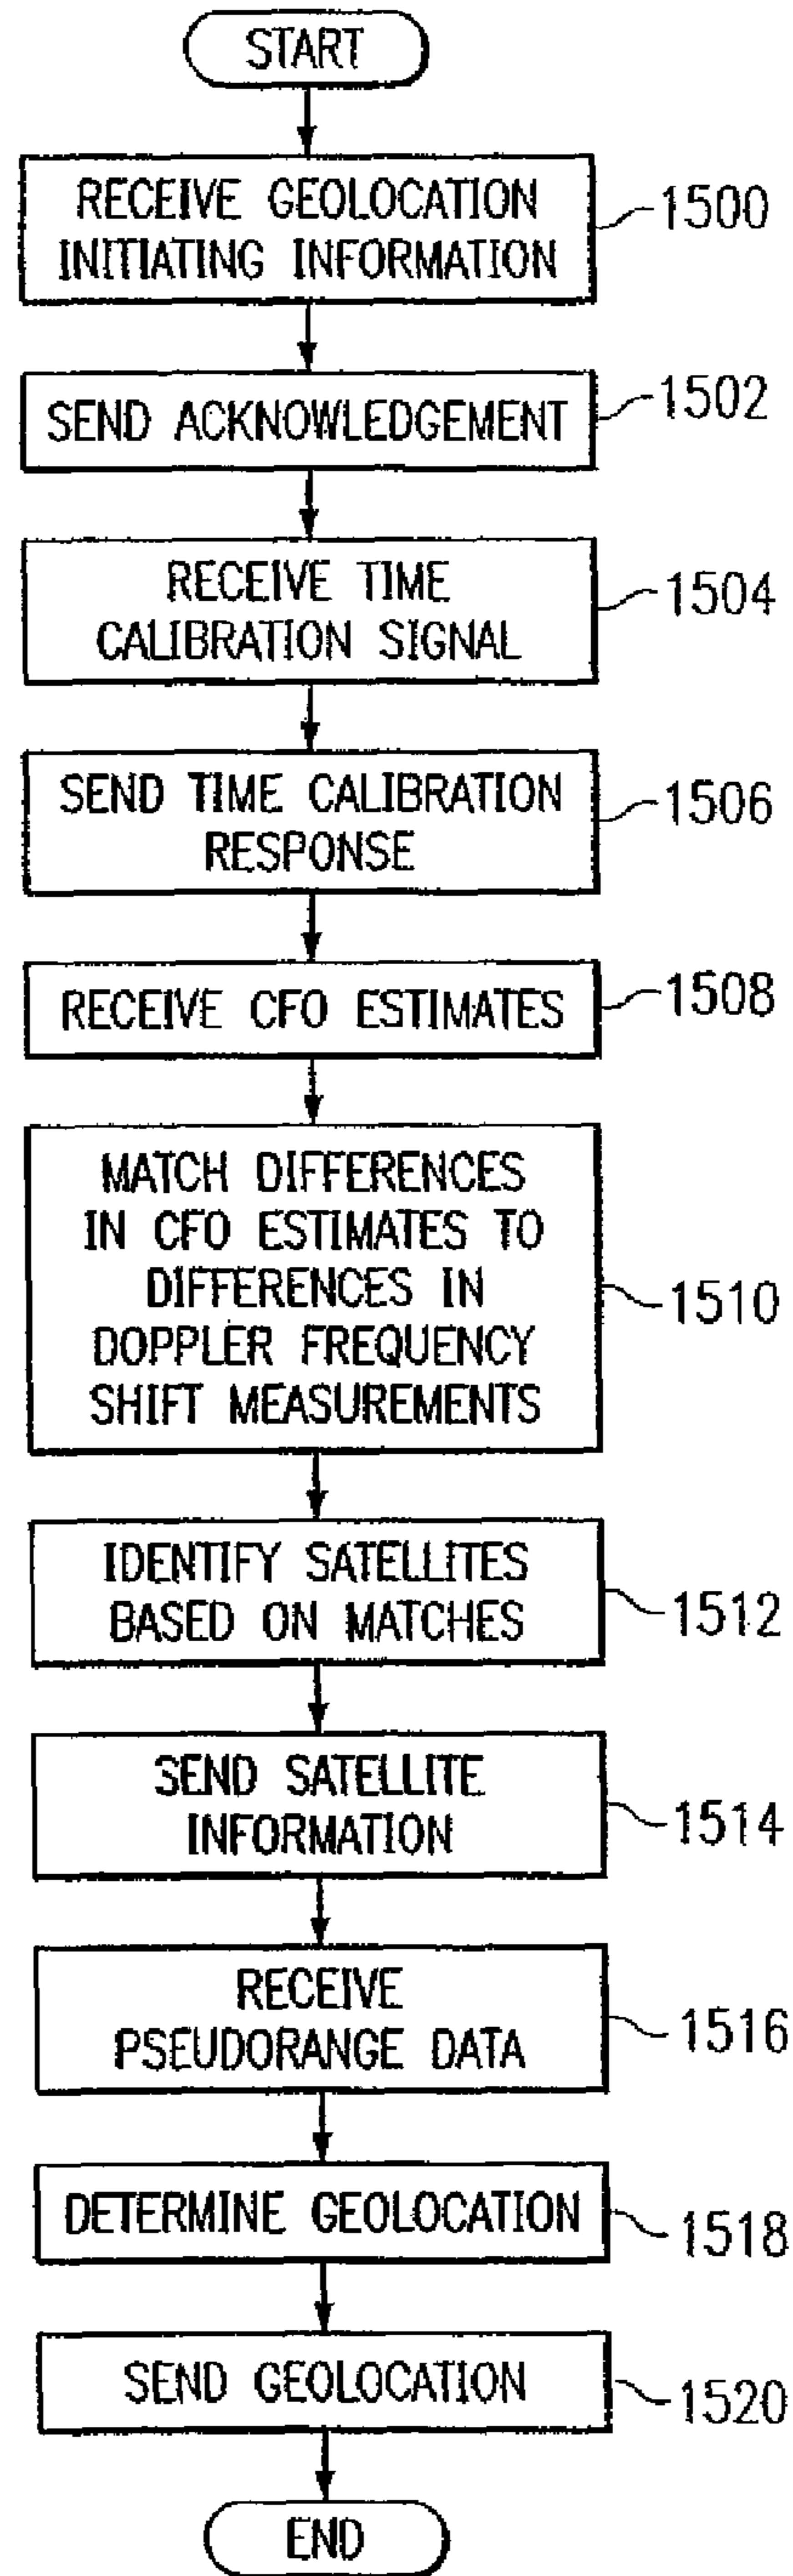 START
RECEIVE GEOLOCATION
INITIATING INFORMATION
1500
SEND ACKNOWLEDGEMENT
1502
RECEIVE TIME
CALIBRATION SIGNAL
1504
SEND TIME CALIBRATION
RESPONSE
1506
RECEIVE CFO ESTIMATES
1508
MATCH DIFFERENCES
IN CFO ESTIMATES TO
DIFFERENCES IN
DOPPLER FREQUENCY
SHIFT MEASUREMENTS
1510
IDENTIFY SATELLITES
BASED ON MATCHES
1512
SEND SATELLITE
INFORMATION
1514
RECEIVE
PSEUDORANGE DATA
1516
DETERMINE GEOLOCATION
1518
SEND GEOLOCATION
1520
END